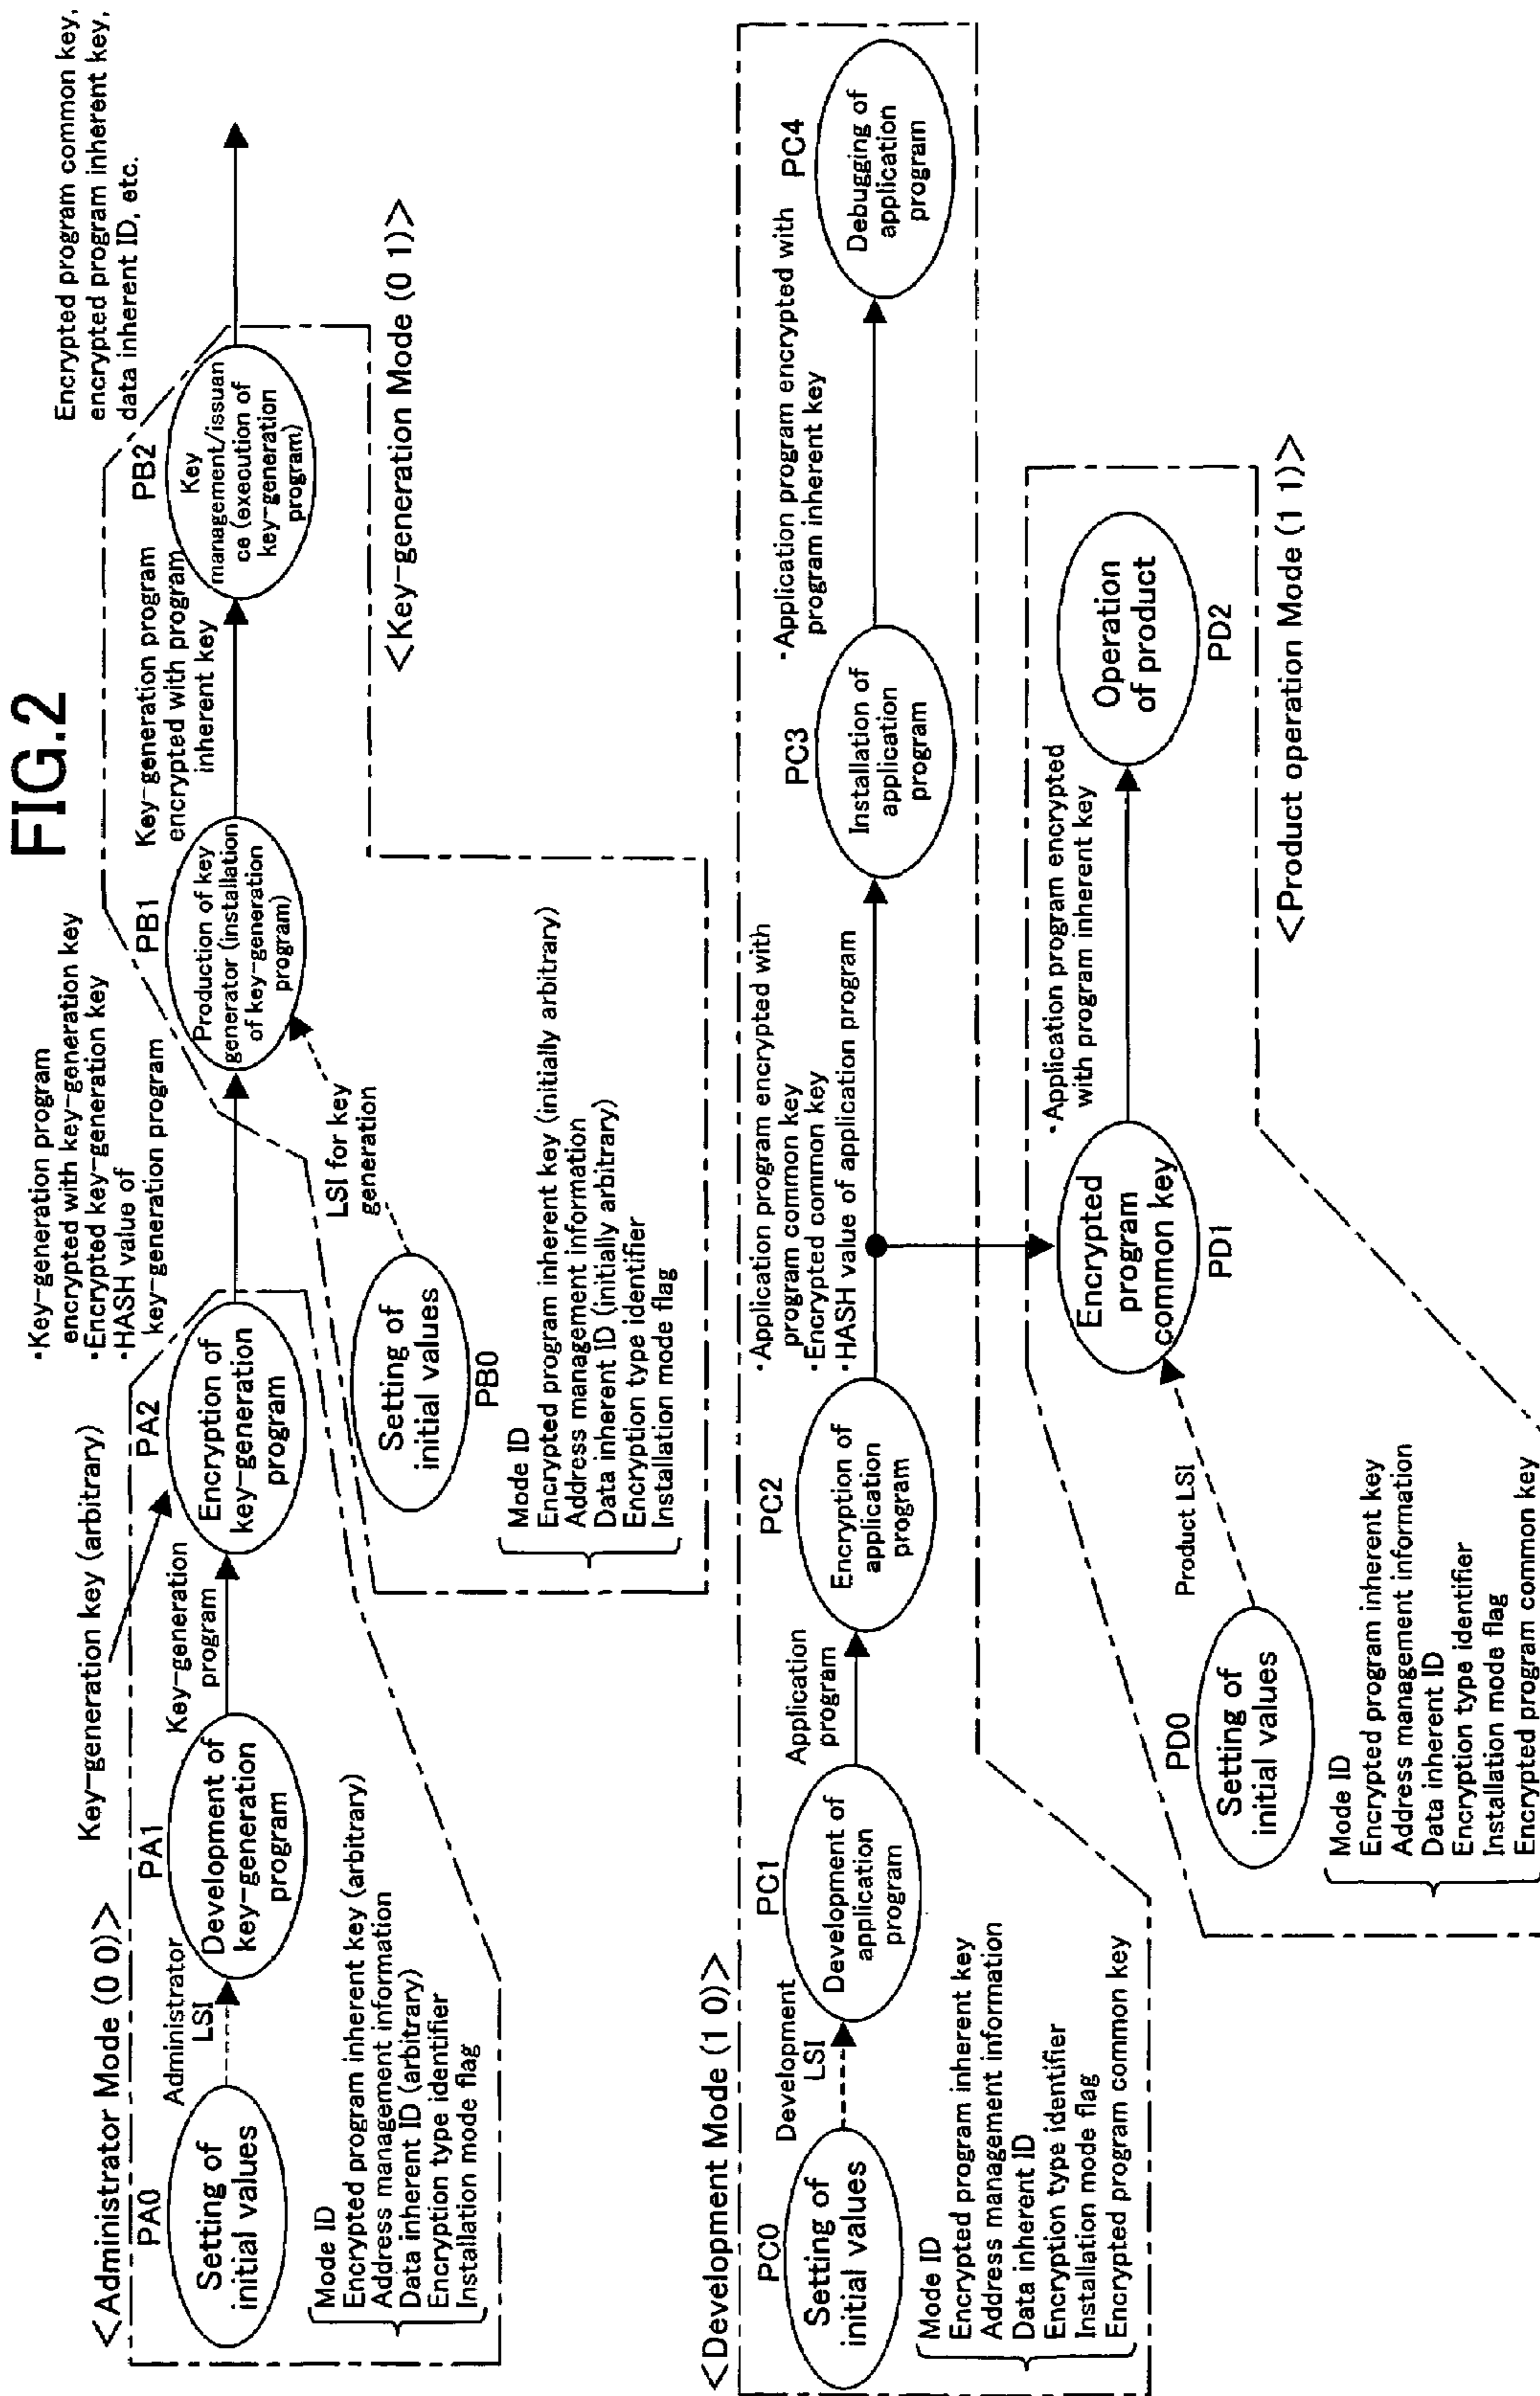 FIG.2
<Administrator Mode (0 0)>
PA0
Setting of
initial values
Administrator
LSI
Mode ID
Encrypted program inherent key (arbitrary)
Address management information
Data inherent ID (arbitrary)
Encryption type identifier
Installation mode flag
PA1
Development of
key-generation
program
Key-generation
program
Key-generation key (arbitrary)
PA2
Encryption of
key-generation
program
・Key-generation program
encrypted with key-generation key
・Encrypted key-generation key
・HASH value of
key-generation program
PB0
Setting of
initial values
LSI for key
generation
Mode ID
Encrypted program inherent key (initially arbitrary)
Address management information
Data inherent ID (initially arbitrary)
Encryption type identifier
Installation mode flag
PB1
Production of key
generator (installation
of key-generation
program)
Key-generation program
encrypted with program
inherent key
PB2
Key
management/issuan
ce (execution of
key-generation
program)
Encrypted program common key,
encrypted program inherent key,
data inherent ID, etc.
<Key-generation Mode (0 1)>
<Development Mode (1 0)>
PC0
Setting of
initial values
Development
LSI
Mode ID
Encrypted program inherent key
Address management information
Data inherent ID
Encryption type identifier
Installation mode flag
Encrypted program common key
PC1
Development of
application
program
Application
program
PC2
Encryption of
application
program
・Application program encrypted with
program common key
・Encrypted common key
・HASH value of application program
PC3
Installation of
application
program
・Application program encrypted with
program inherent key
PC4
Debugging of
application
program
PD0
Setting of
initial values
Product LSI
Mode ID
Encrypted program inherent key
Address management information
Data inherent ID
Encryption type identifier
Installation mode flag
Encrypted program common key
Encrypted
program
common key
PD1
・Application program encrypted
with program inherent key
Operation
of product
PD2
<Product operation Mode (1 1)>